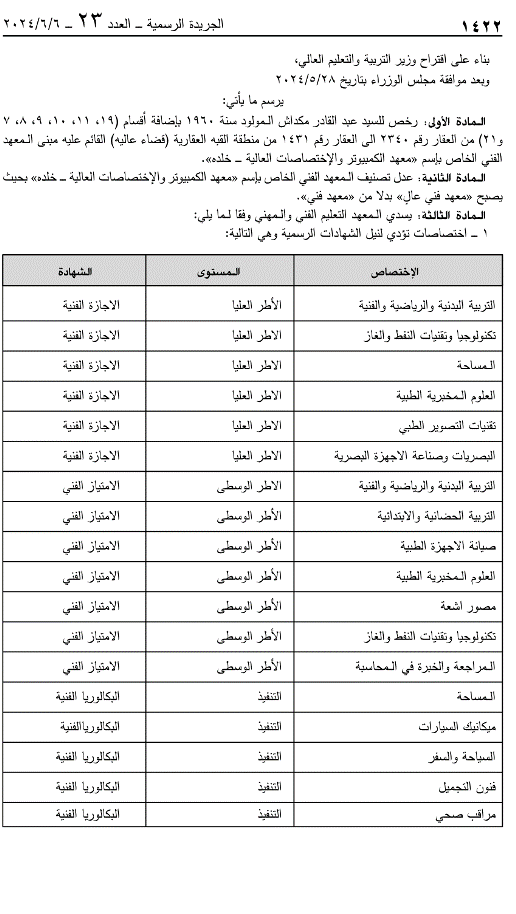 ١٤٢٢
الجريدة الرسمية – العدد ٢٣ – ٢٠٢٤/٦/٦
بناء على اقتراح وزير التربية والتعليم العالي،
وبعد موافقة مجلس الوزراء بتاريخ ٢٠٢٤/٥/٢٨
يرسم ما يأتي:
المادة الأولى: رخص للسيد عبد القادر مكداش المولود سنة ١٩٦٠ بإضافة أقسام (١٩، ١١، ١٠، ٩، ٨، ٧
و٢١) من العقار رقم ٢٣٤٠ الى العقار رقم ١٤٣١ من منطقة القبه العقارية (قضاء عاليه) القائم عليه مبنى المعهد
الفني الخاص بإسم «معهد الكمبيوتر والإختصاصات العالية – خلده».
المادة الثانية: عدل تصنيف المعهد الفني الخاص بإسم «معهد الكمبيوتر والإختصاصات العالية – خلده» بحيث
يصبح «معهد فني عالٍ» بدلا من «معهد فني».
المادة الثالثة: يسدي المعهد التعليم الفني والمهني وفقا لما يلي:
١ – اختصاصات تؤدي لنيل الشهادات الرسمية وهي التالية:
الإختصاص المستوى الشهادة
التربية البدنية والرياضية والفنية الأطر العليا الاجازة الفنية
تكنولوجيا وتقنيات النفط والغاز الاطر العليا الاجازة الفنية
المساحة الاطر العليا الاجازة الفنية
العلوم المخبرية الطبية الاطر العليا الاجازة الفنية
تقنيات التصوير الطبي الاطر العليا الاجازة الفنية
البصريات وصناعة الاجهزة البصرية الاطر العليا الاجازة الفنية
التربية البدنية والرياضية والفنية الاطر الوسطى الامتياز الفني
التربية الحضانية والابتدائية الأطر الوسطى الامتياز الفني
صيانة الاجهزة الطبية الأطر الوسطى الامتياز الفني
العلوم المخبرية الطبية الأطر الوسطى الامتياز الفني
مصور اشعة الأطر الوسطى الامتياز الفني
تكنولوجيا وتقنيات النفط والغاز الأطر الوسطى الامتياز الفني
المراجعة والخبرة في المحاسبة الأطر الوسطى الامتياز الفني
المساحة التنفيذ البكالوريا الفنية
ميكانيك السيارات التنفيذ البكالورياالفنية
السياحة والسفر التنفيذ البكالوريا الفنية
فنون التجميل التنفيذ البكالوريا الفنية
مراقب صحي التنفيذ البكالوريا الفنية